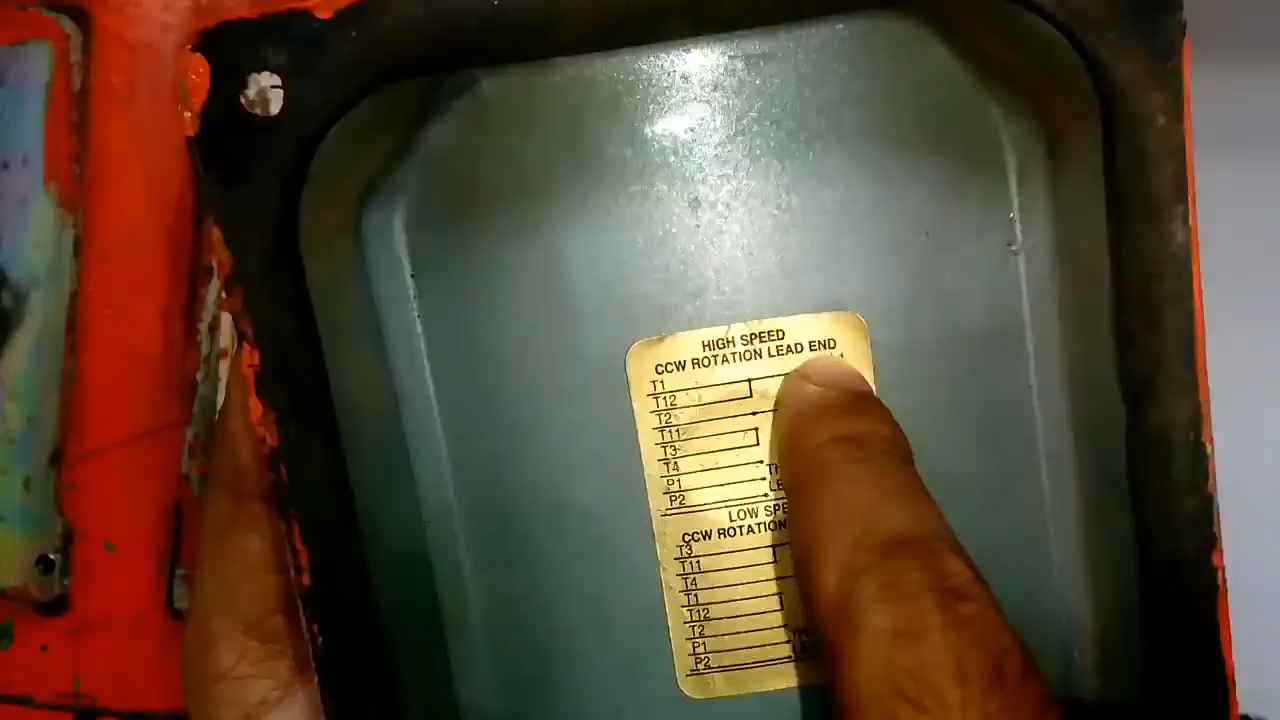 HIGH SPEED
CCW ROTATION LEAD END
T1
T12
T2
T11
T3
T4
P1
P2
LOW
CCW ROTATION
T3
T11
T4
T1
T12
T2
P1
P2